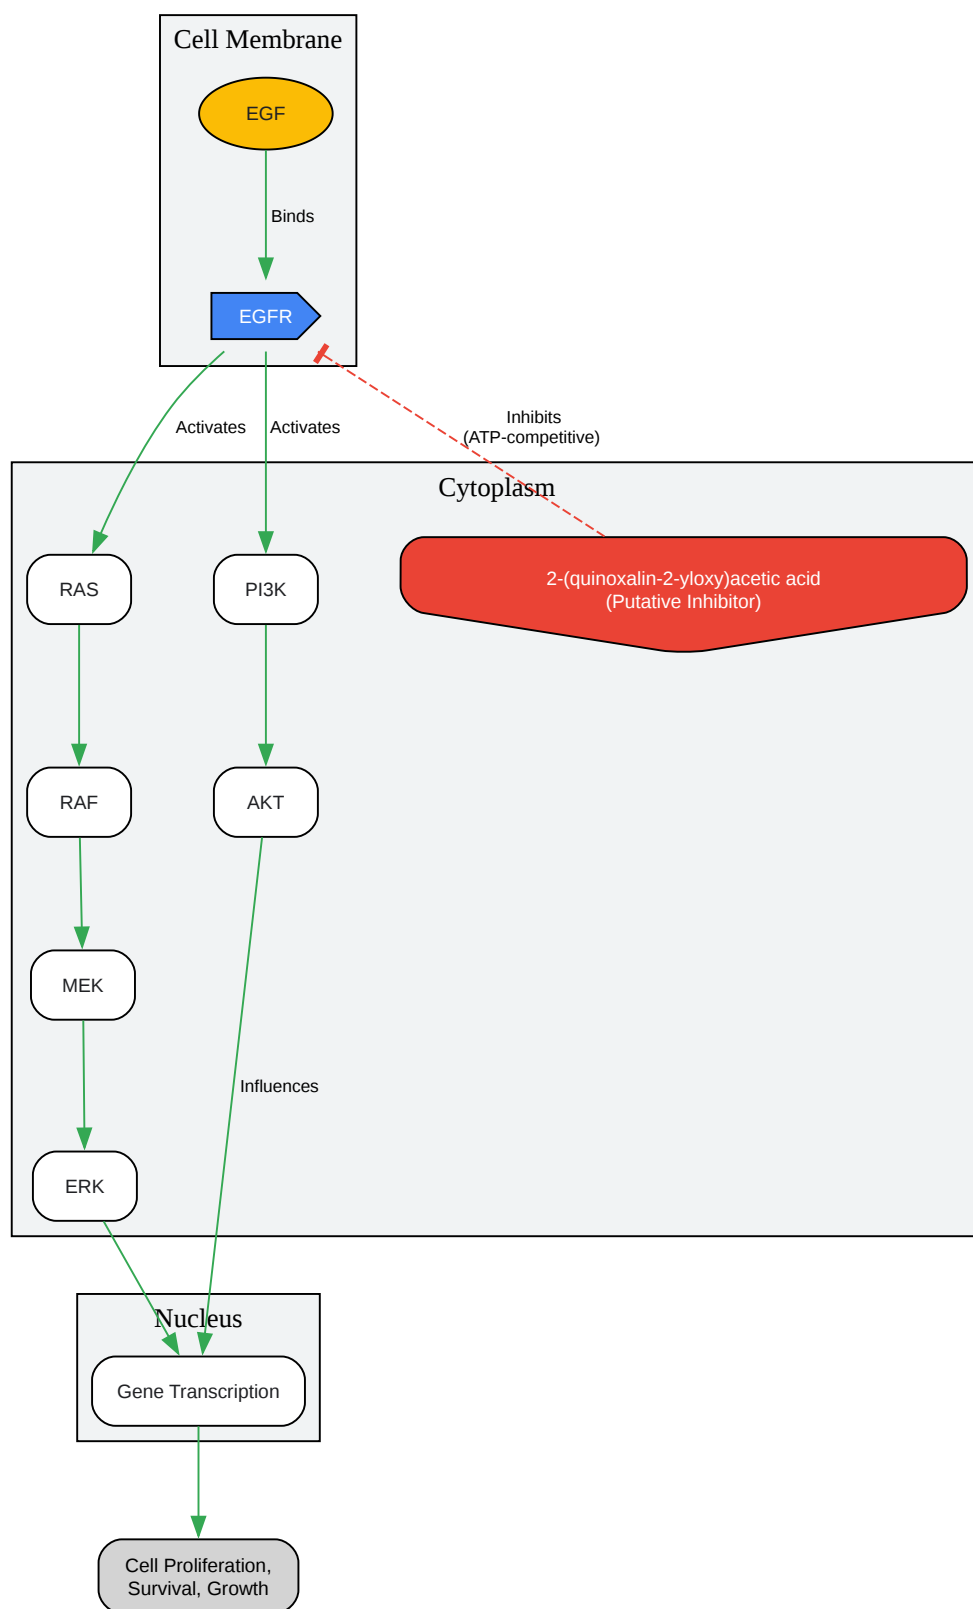 Cell Membrane
EGF
Binds
EGFR
Activates
Activates
Inhibits
(ATP-competitive)
Cytoplasm
RAS
PI3K
2-(quinoxalin-2-yloxy)acetic acid
(Putative Inhibitor)
RAF
AKT
MEK
Influences
ERK
Nucleus
Gene Transcription
Cell Proliferation,
Survival, Growth